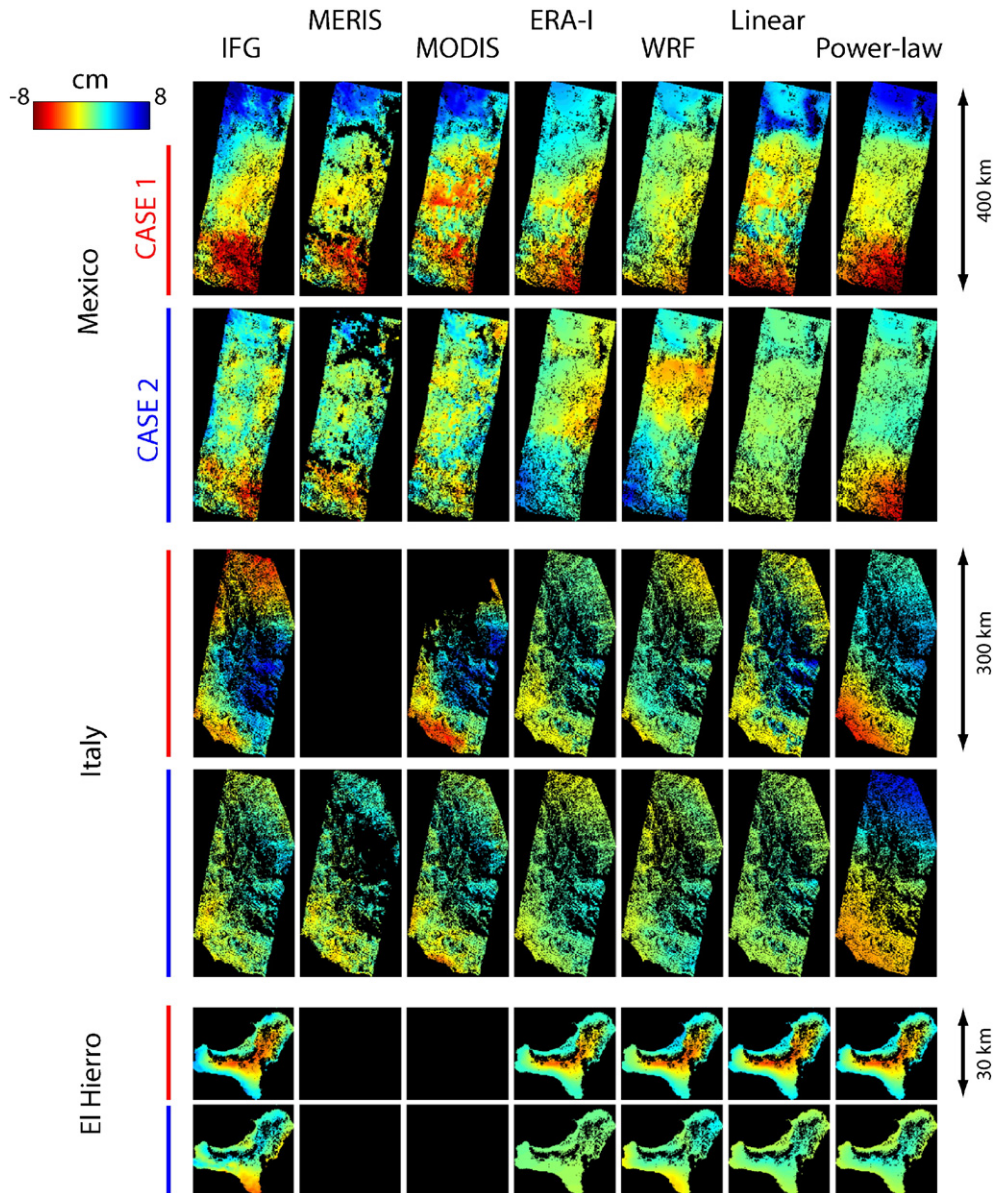 IFG MERIS MODIS ERA-I WRF Linear Power-law
cm
-8 8
Mexico
CASE 1
400 km
CASE 2
Italy
300 km
El Hierro
30 km